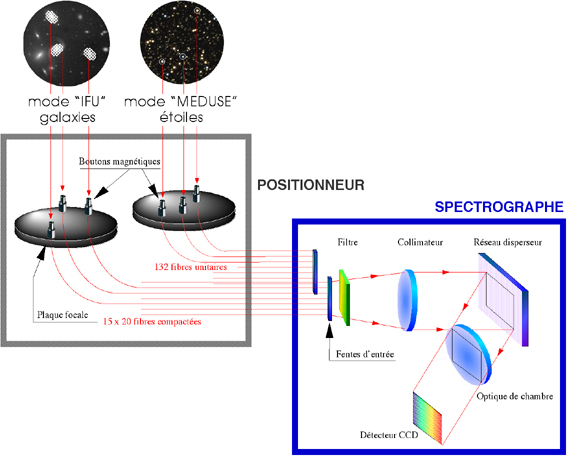 mode "IFU"
galaxies
mode "MEDUSE"
étoiles
Boutons magnétiques
POSITIONNEUR
SPECTROGRAPHE
132 fibres unitaires
Plaque focale
15 x 20 fibres compactées
Filtre
Collimateur
Réseau disperseur
Fentes d'entrée
Optique de chambre
Détecteur CCD